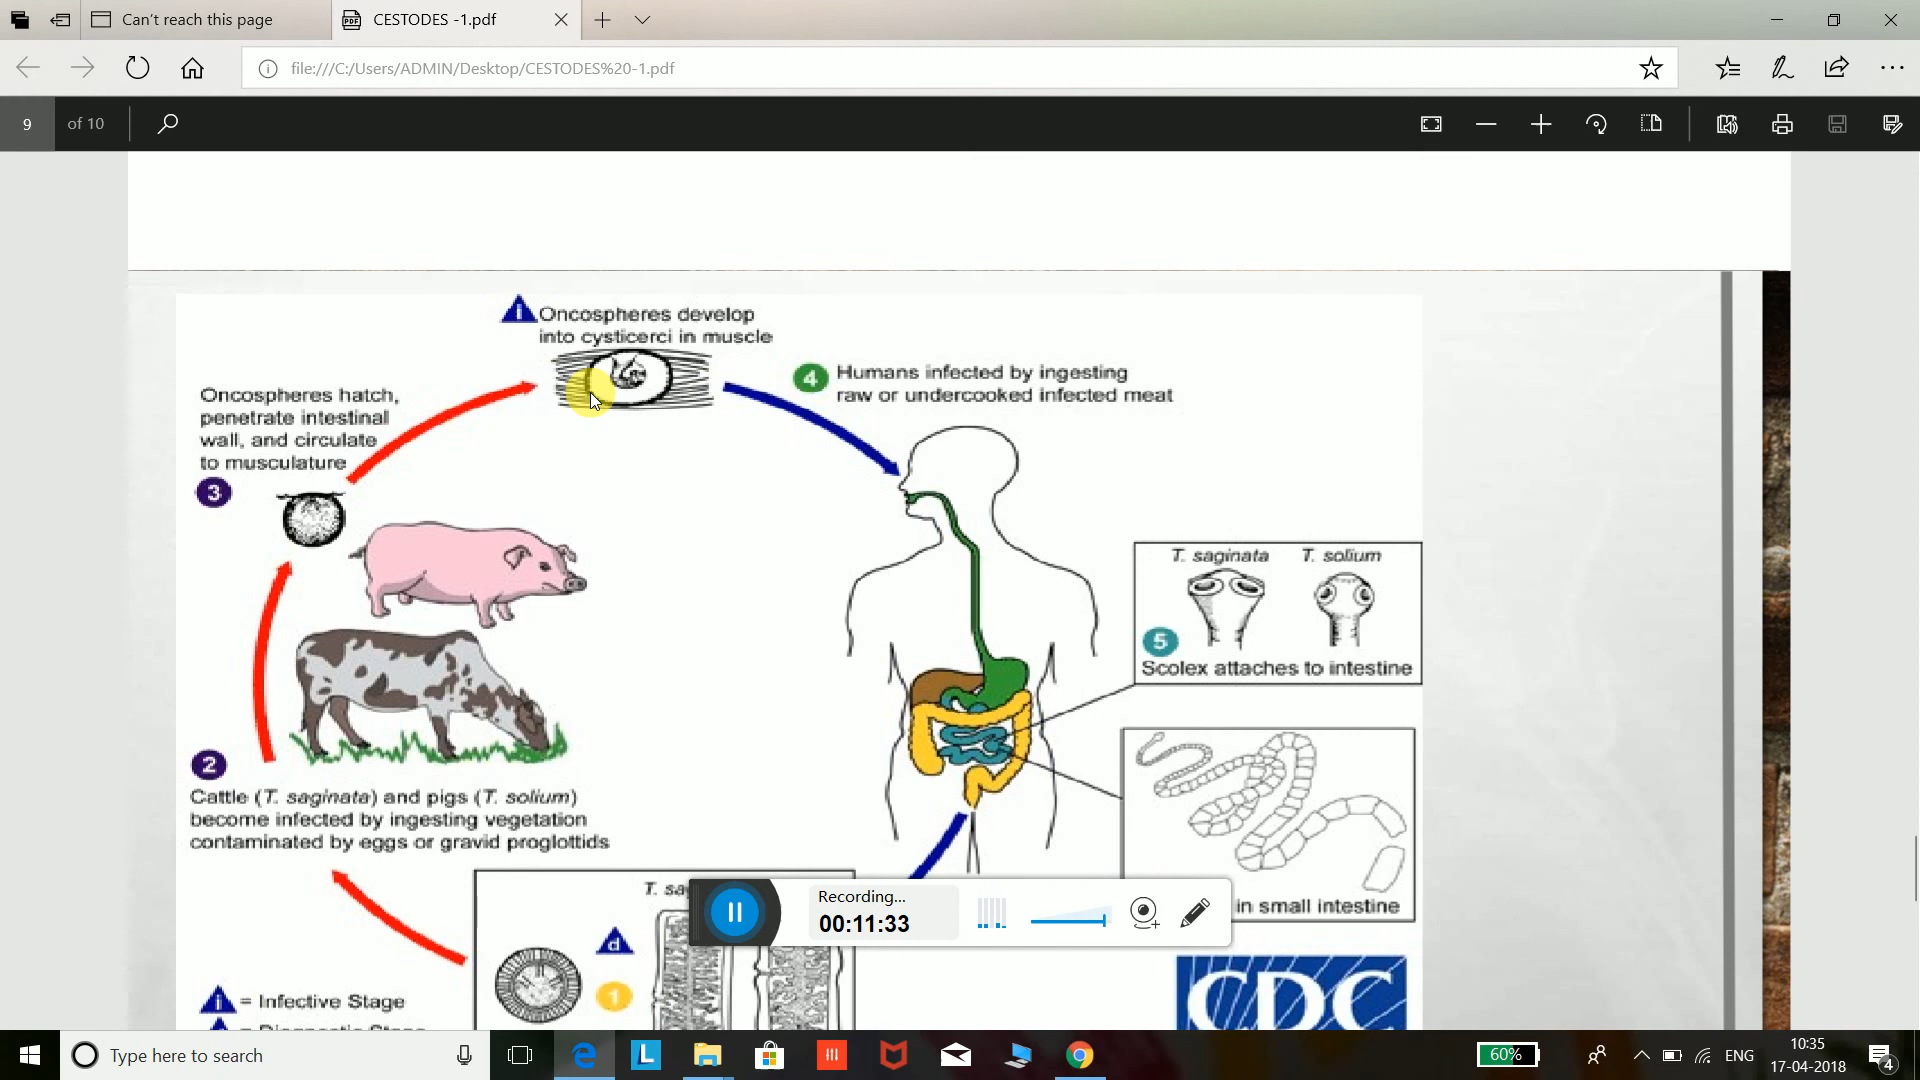 Can't reach this page
CESTODES -1.pdf
file:///C:/Users/ADMIN/Desktop/CESTODES%20-1.pdf
9 of 10
i
Oncospheres develop
into cysticerci in muscle
4
Humans infected by ingesting
raw or undercooked infected meat
Oncospheres hatch,
penetrate intestinal
wall, and circulate
to musculature
3
T. saginata T. solium
5
Scolex attaches to intestine
2
Cattle (T. saginata) and pigs (T. solium)
become infected by ingesting vegetation
contaminated by eggs or gravid proglottids
in small intestine
d
1
i = Infective Stage
CDC
Recording...
00:11:33
Type here to search
60%
ENG
10:35
17-04-2018
4